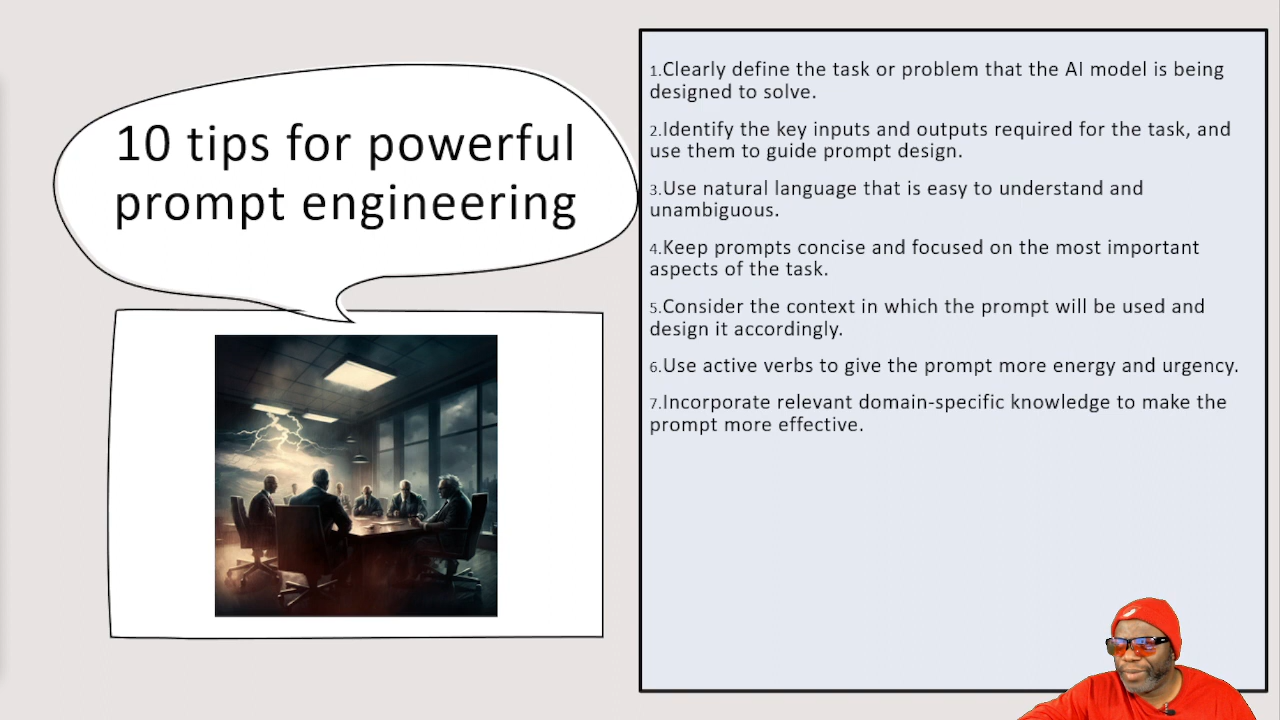 10 tips for powerful
prompt engineering
1.Clearly define the task or problem that the AI model is being
designed to solve.
2.Identify the key inputs and outputs required for the task, and
use them to guide prompt design.
3.Use natural language that is easy to understand and
unambiguous.
4.Keep prompts concise and focused on the most important
aspects of the task.
5.Consider the context in which the prompt will be used and
design it accordingly.
6.Use active verbs to give the prompt more energy and urgency.
7.Incorporate relevant domain-specific knowledge to make the
prompt more effective.